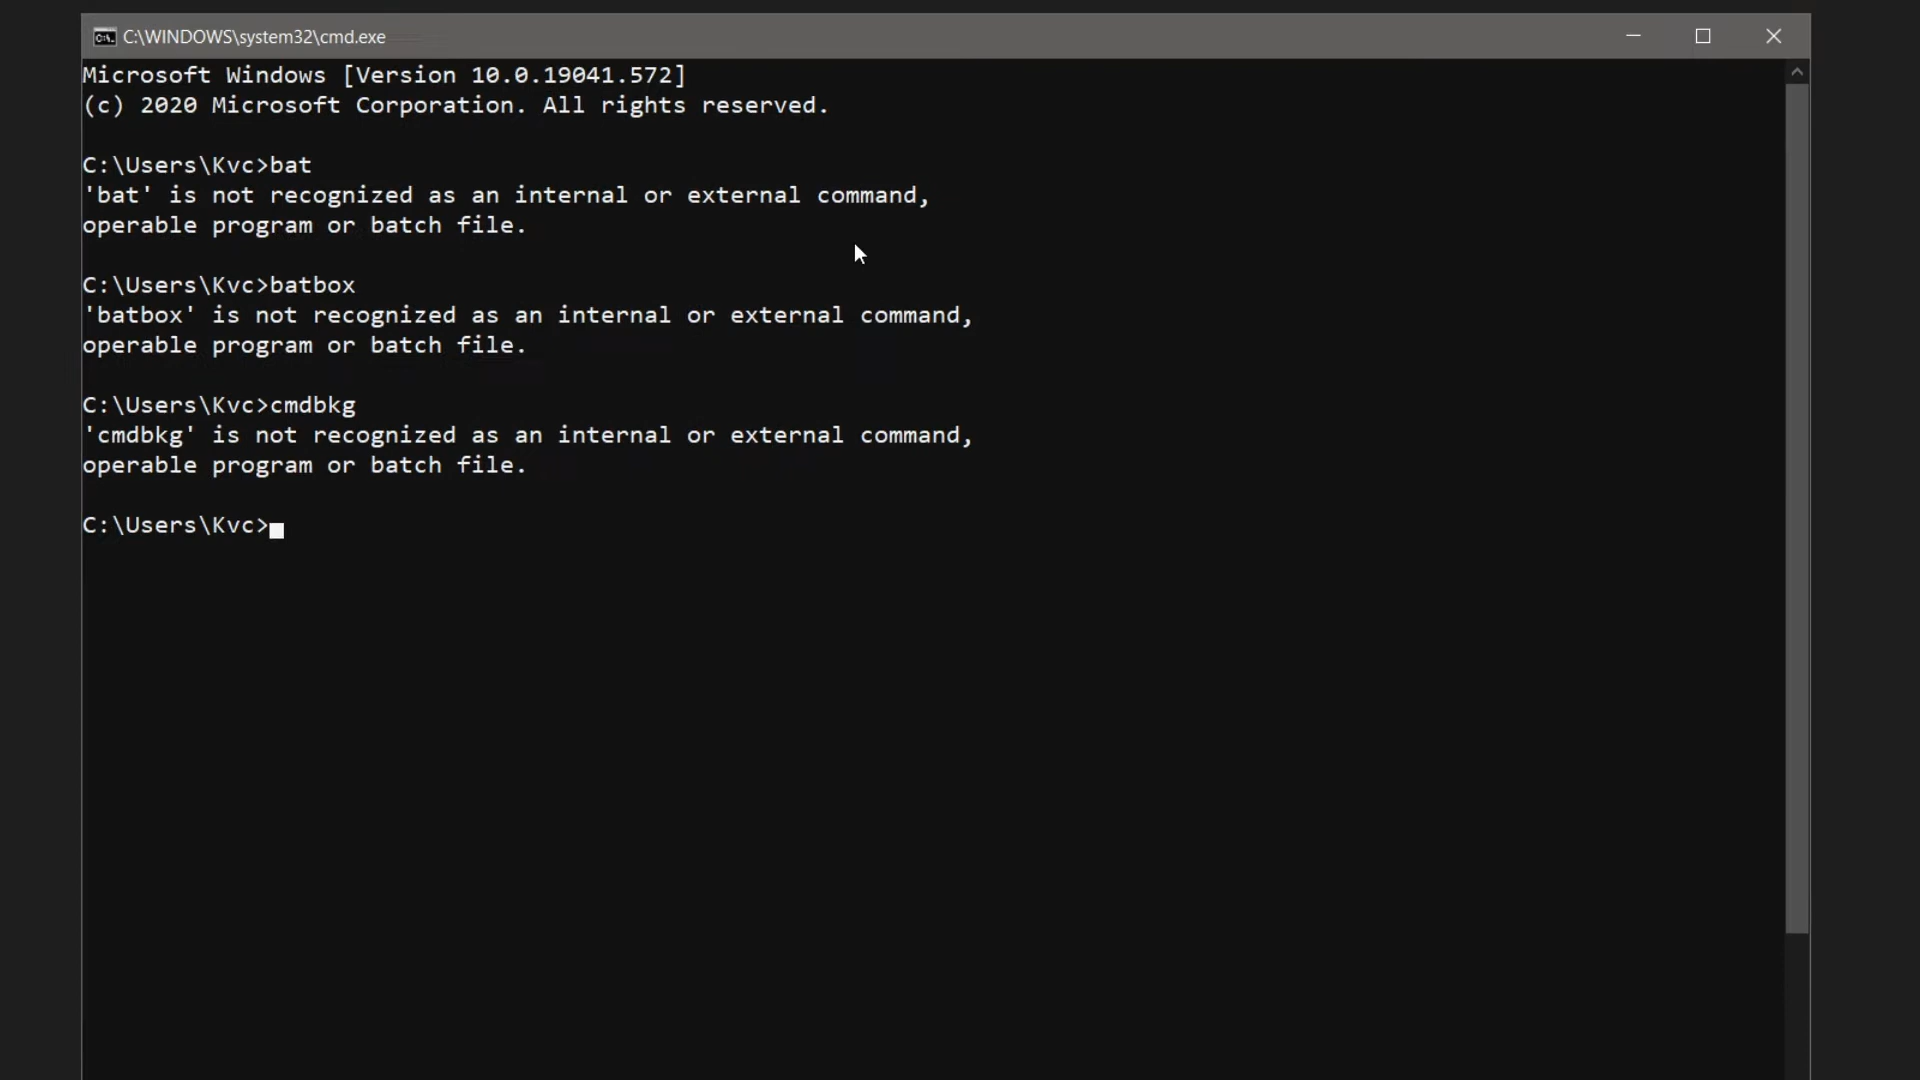 C:\WINDOWS\system32\cmd.exe
Microsoft Windows [Version 10.0.19041.572]
(c) 2020 Microsoft Corporation. All rights reserved.
C:\Users\Kvc>bat
'bat' is not recognized as an internal or external command,
operable program or batch file.
C:\Users\Kvc>batbox
'batbox' is not recognized as an internal or external command,
operable program or batch file.
C:\Users\Kvc>cmdbkg
'cmdbkg' is not recognized as an internal or external command,
operable program or batch file.
C:\Users\Kvc>